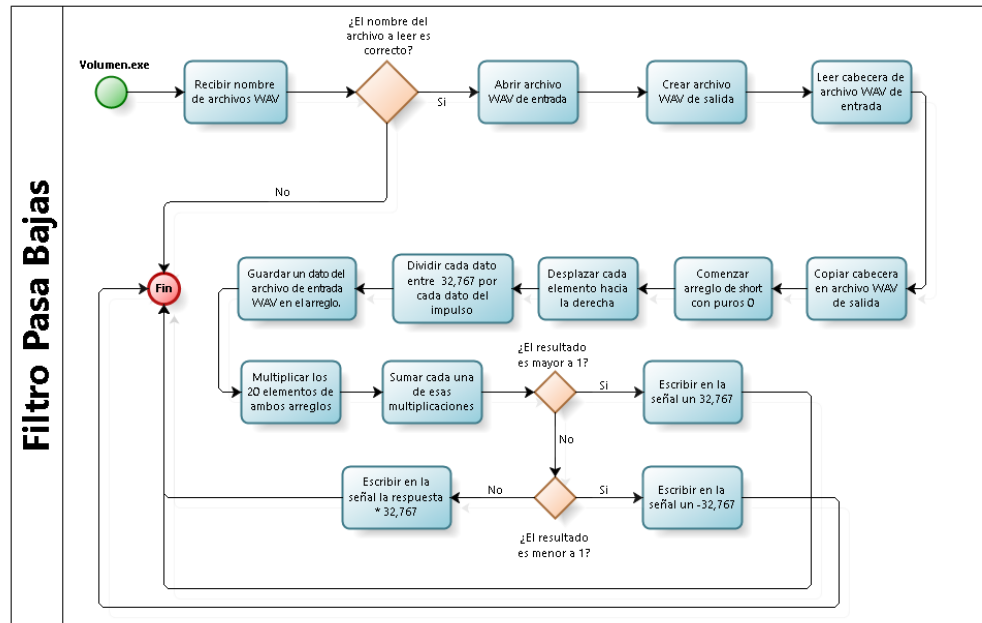 Filtro Pasa Bajas
Volumen.exe
Recibir nombre
de archivos WAV
¿El nombre del
archivo a leer es
correcto?
Si
No
Abrir archivo
WAV de entrada
Crear archivo
WAV de salida
Leer cabecera de
archivo WAV de
entrada
Copiar cabecera
en archivo WAV
de salida
Comenzar
arreglo de short
con puros 0
Desplazar cada
elemento hacia
la derecha
Dividir cada dato
entre 32,767 por
cada dato del
impulso
Guardar un dato del
archivo de entrada
WAV en el arreglo.
Fin
Multiplicar los
20 elementos de
ambos arreglos
Sumar cada una
de esas
multiplicaciones
¿El resultado
es mayor a 1?
Si
Escribir en la
señal un 32,767
No
¿El resultado
es menor a 1?
Si
Escribir en la
señal un -32,767
No
Escribir en la
señal la respuesta
* 32,767